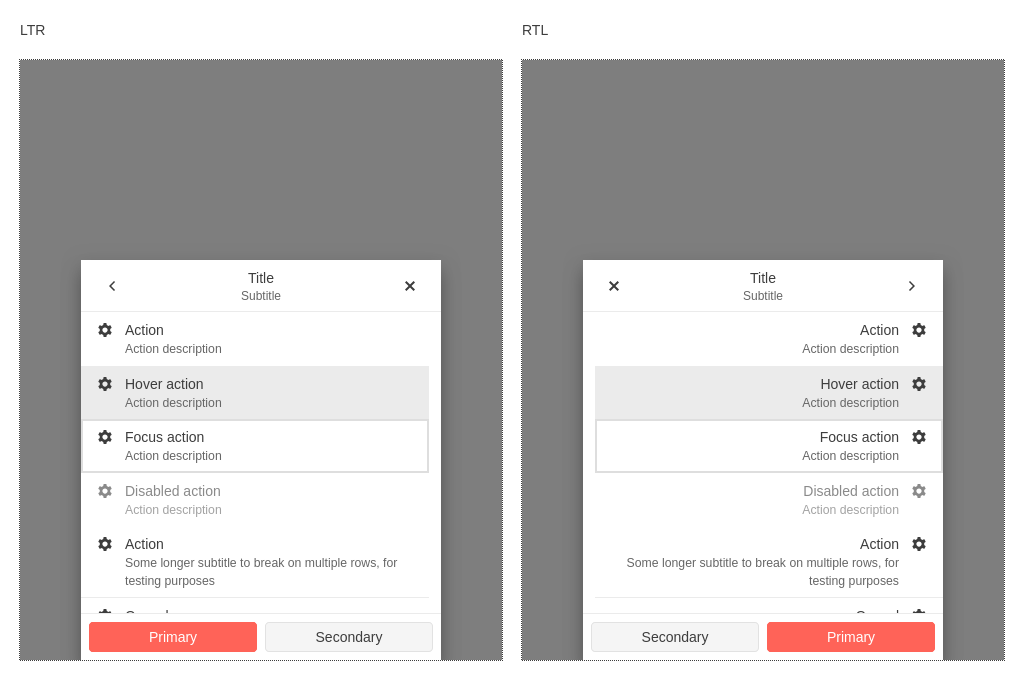 LTR
Title
Subtitle
Action
Action description
Hover action
Action description
Focus action
Action description
Disabled action
Action description
Action
Some longer subtitle to break on multiple rows, for
testing purposes
Primary
Secondary
RTL
Title
Subtitle
Action
Action description
Hover action
Action description
Focus action
Action description
Disabled action
Action description
Action
Some longer subtitle to break on multiple rows, for
testing purposes
Secondary
Primary